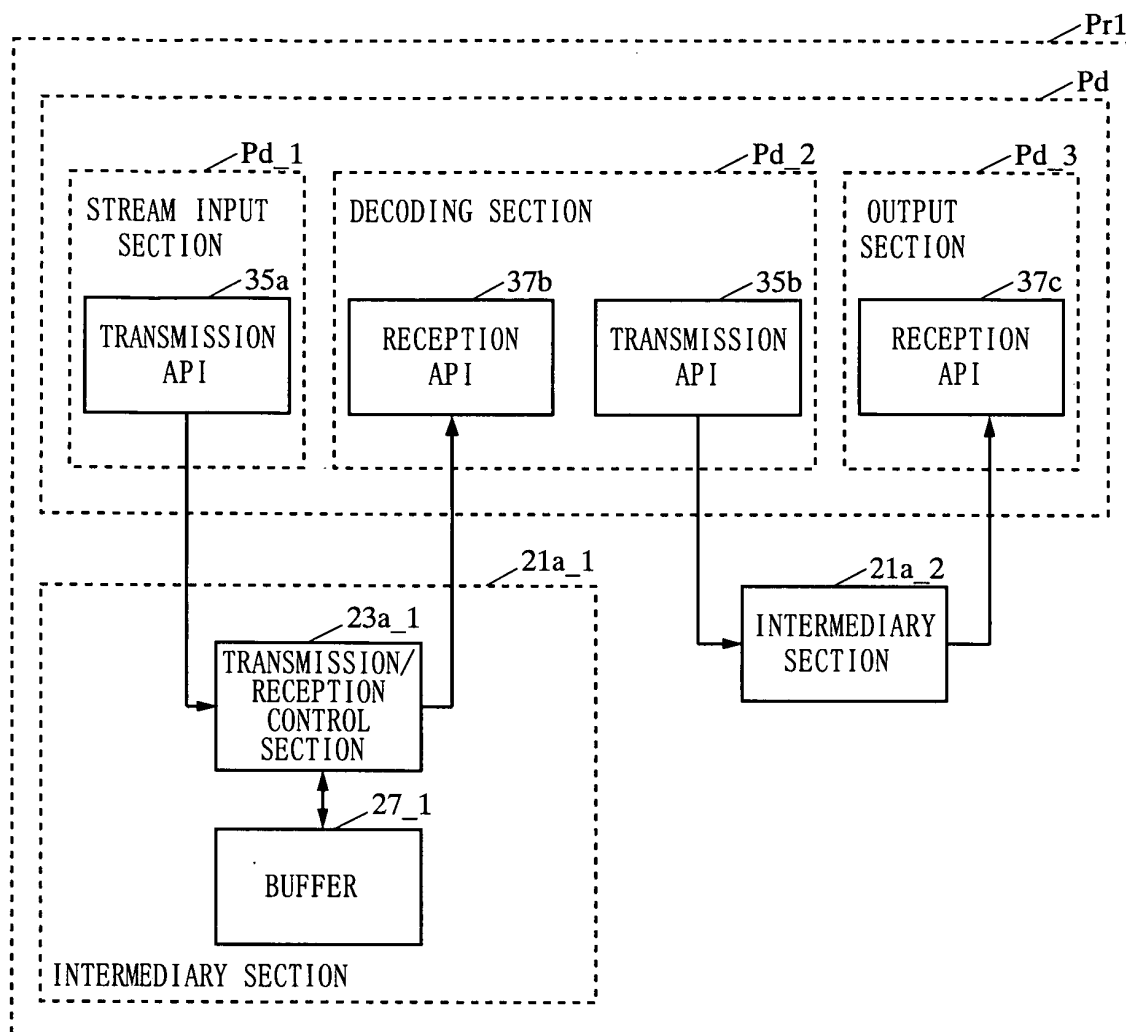 Pr1
Pd
Pd_1
Pd_2
Pd_3
STREAM INPUT
SECTION
DECODING SECTION
OUTPUT
SECTION
35a
37b
35b
37c
TRANSMISSION
API
RECEPTION
API
TRANSMISSION
API
RECEPTION
API
21a_1
21a_2
23a_1
INTERMEDIARY
SECTION
TRANSMISSION/
RECEPTION
CONTROL
SECTION
27_1
BUFFER
INTERMEDIARY SECTION